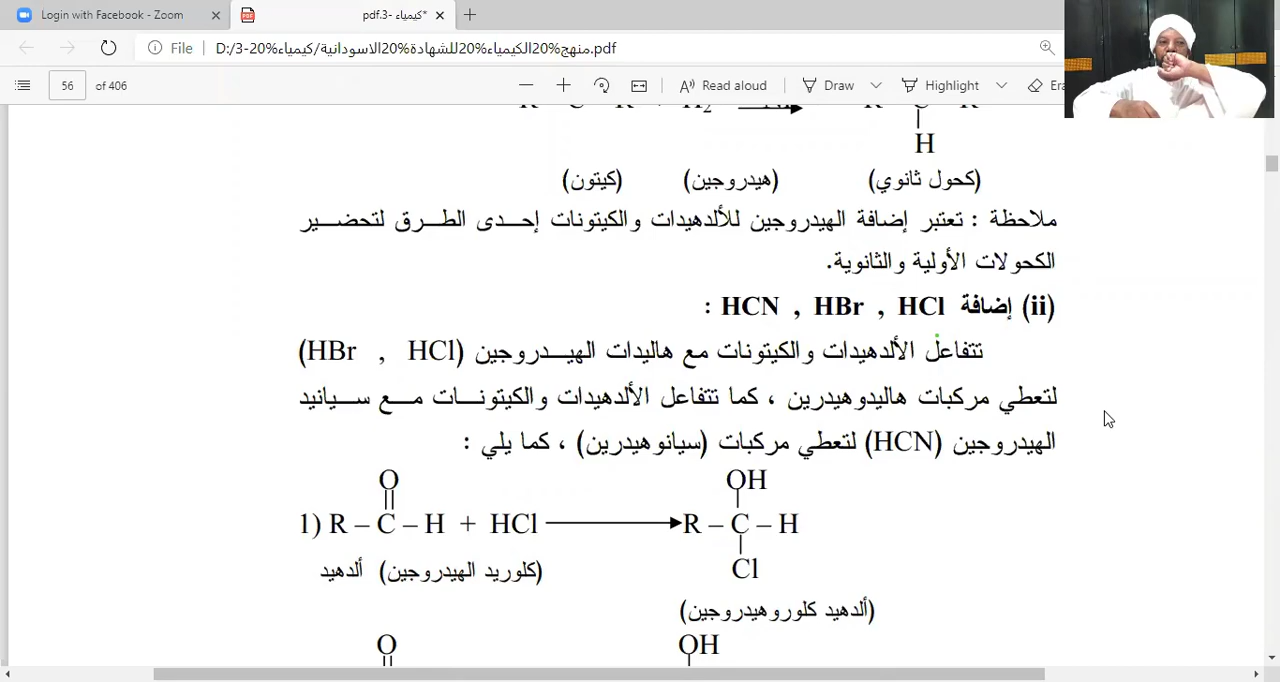 Login with Facebook - Zoom
pdf.3- كيمياء*
File D:/3-20%كيمياء/منهج%20الكيمياء%20للشهادة%20الاسودانية.pdf
56 of 406 Read aloud Draw Highlight
R – C – R + H₂ R – C – R
H
(كيتون) (هيدروجين) (كحول ثانوي)
ملاحظة : تعتبر إضافة الهيدروجين للألدهيدات والكيتونات إحدى الطرق لتحضير
الكحولات الأولية والثانوية.
(ii) إضافة HCN , HBr , HCl :
تتفاعل الألدهيدات والكيتونات مع هاليدات الهيدروجين (HBr , HCl)
لتعطي مركبات هاليدوهيدرين ، كما تتفاعل الألدهيدات والكيتونات مع سيانيد
الهيدروجين (HCN) لتعطي مركبات (سيانوهيدرين) ، كما يلي :
O OH
1) R – C – H + HCl R – C – H
Cl
(كلوريد الهيدروجين) ألدهيد
(ألدهيد كلوروهيدروجين)
O OH